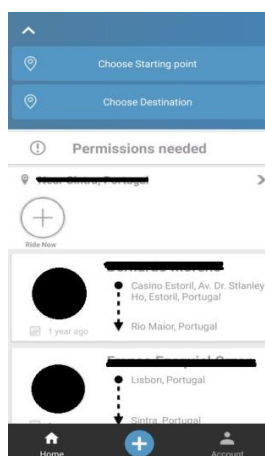 Choose Starting point
Choose Destination
Permissions needed
Ride Now
Casino Estoril, Av. Dr. Stlanley
Ho, Estoril, Portugal
1 year ago
Rio Maior, Portugal
Lisbon, Portugal
Sintra, Portugal
Home
Account